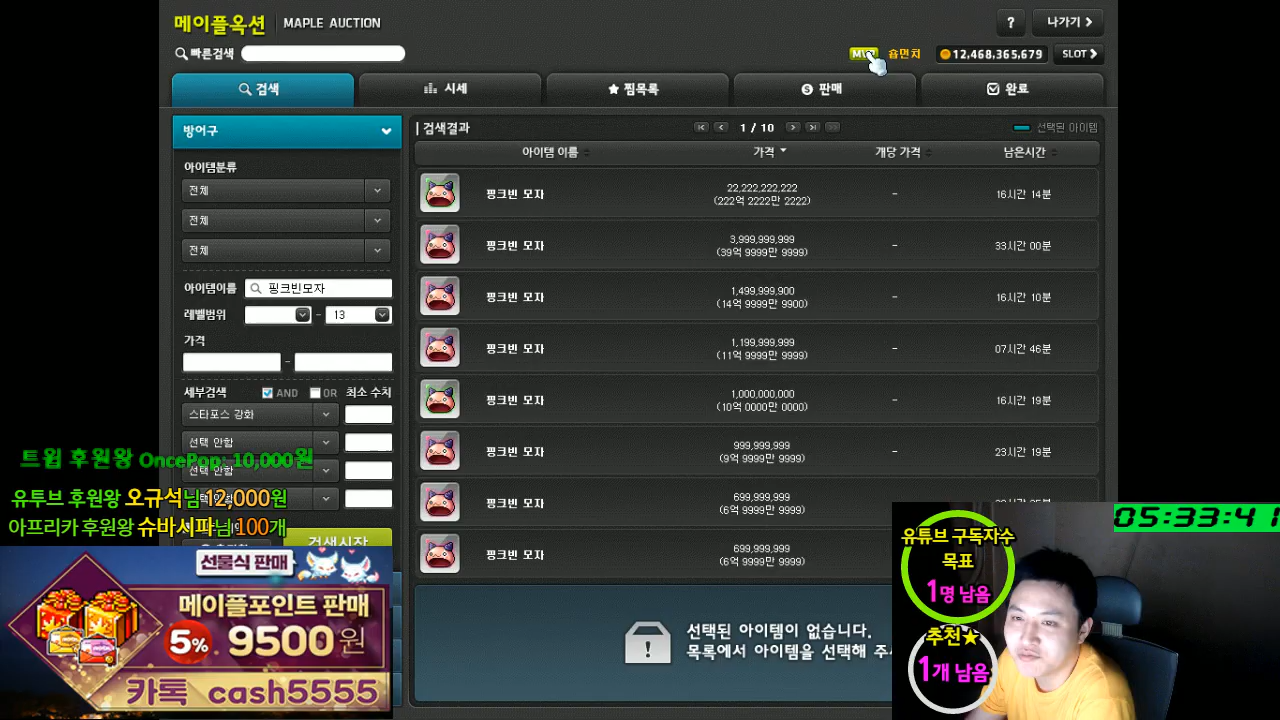 메이플옥션 MAPLE AUCTION
? 나가기
빠른검색
12,468,365,679 SLOT
검색 시세 찜목록 판매 완료
방어구
검색결과 1 / 10 선택된 아이템
아이템 이름 가격 개당 가격 남은시간
아이템분류
전체
전체
전체
아이템이름 핑크빈모자
레벨범위 - 13
가격
-
세부검색 AND OR 최소 수치
스타포스 강화
선택 안함
선택 안함
핑크빈 모자 22,222,222,222 - 16시간 14분
(222억 2222만 2222)
핑크빈 모자 3,999,999,999 - 33시간 00분
(39억 9999만 9999)
핑크빈 모자 1,499,999,900 - 16시간 10분
(14억 9999만 9900)
핑크빈 모자 1,199,999,999 - 07시간 46분
(11억 9999만 9999)
핑크빈 모자 1,000,000,000 - 16시간 19분
(10억 0000만 0000)
핑크빈 모자 999,999,999 - 23시간 19분
(9억 9999만 9999)
핑크빈 모자 699,999,999
(6억 9999만 9999)
핑크빈 모자 699,999,999
(6억 9999만 9999)
선택된 아이템이 없습니다.
목록에서 아이템을 선택해
트윕 후원왕 OncePop: 10,000원
유튜브 후원왕 오규석님 12,000원
아프리카 후원왕 슈바시파님 100개
검색시작
선물식 판매
메이플포인트 판매
5% 9500원
카톡 cash5555
05:33:41
유튜브 구독자수
목표
1명 남음
추천★
1개 남음